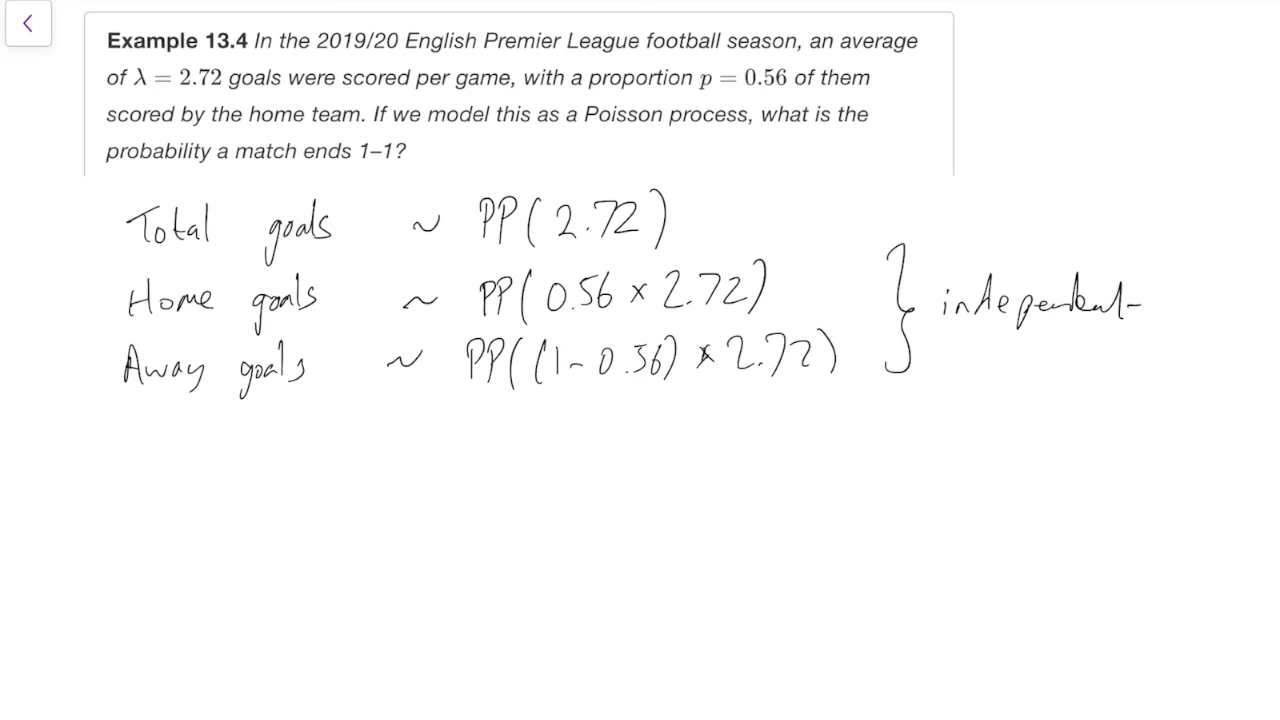 Example 13.4 In the 2019/20 English Premier League football season, an average
of λ = 2.72 goals were scored per game, with a proportion p = 0.56 of them
scored by the home team. If we model this as a Poisson process, what is the
probability a match ends 1–1?
Total goals ~ PP(2.72)
Home goals ~ PP(0.56 × 2.72)
Away goals ~ PP((1 - 0.56) × 2.72)
} independent